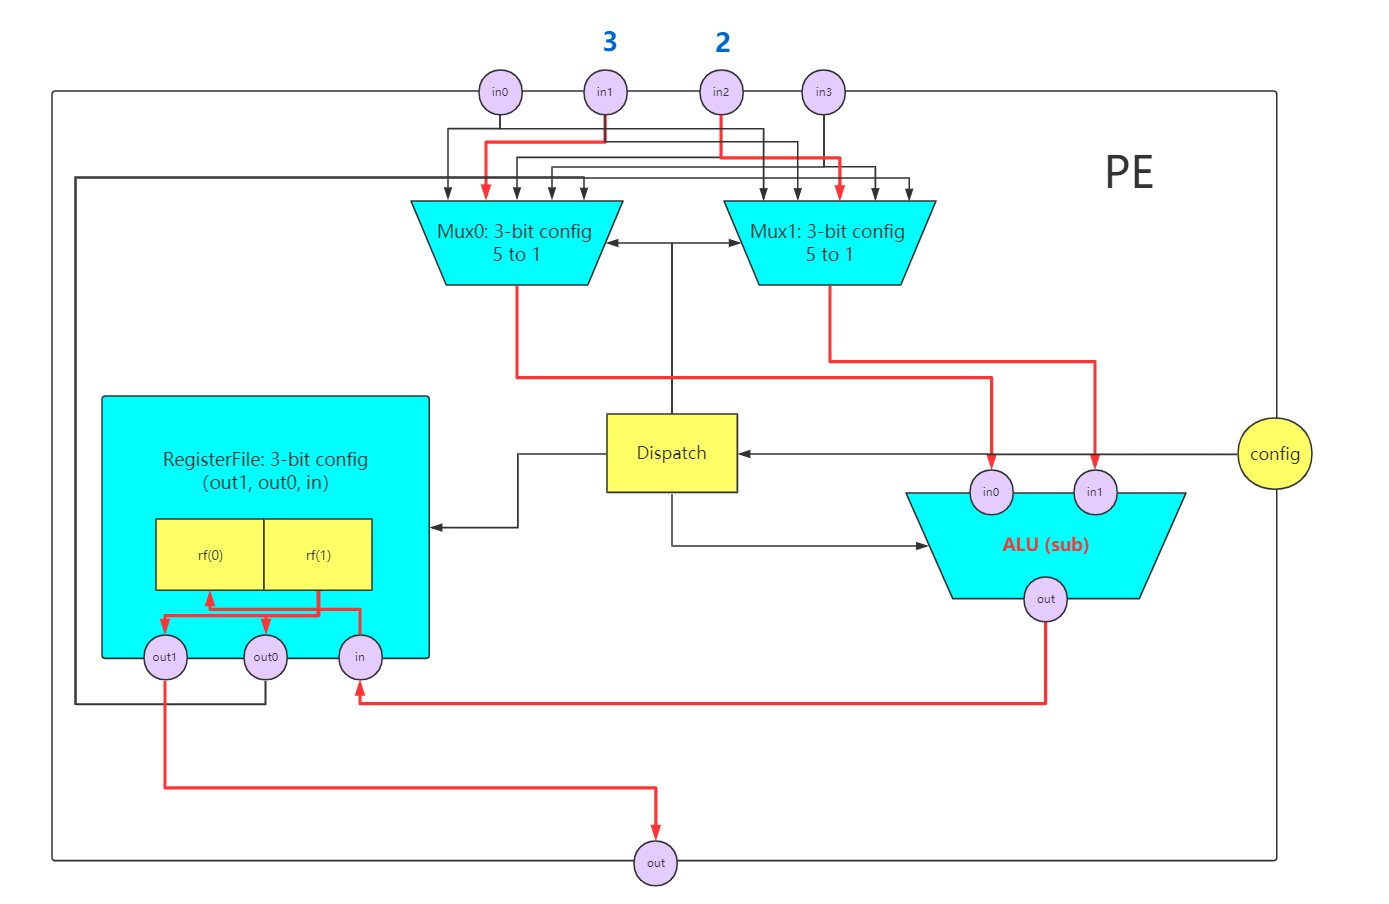 3
2
in0
in1
in2
in3
PE
Mux0: 3-bit config
5 to 1
Mux1: 3-bit config
5 to 1
RegisterFile: 3-bit config
(out1, out0, in)
Dispatch
config
rf(0)
rf(1)
in0
in1
ALU (sub)
out
out1
out0
in
out